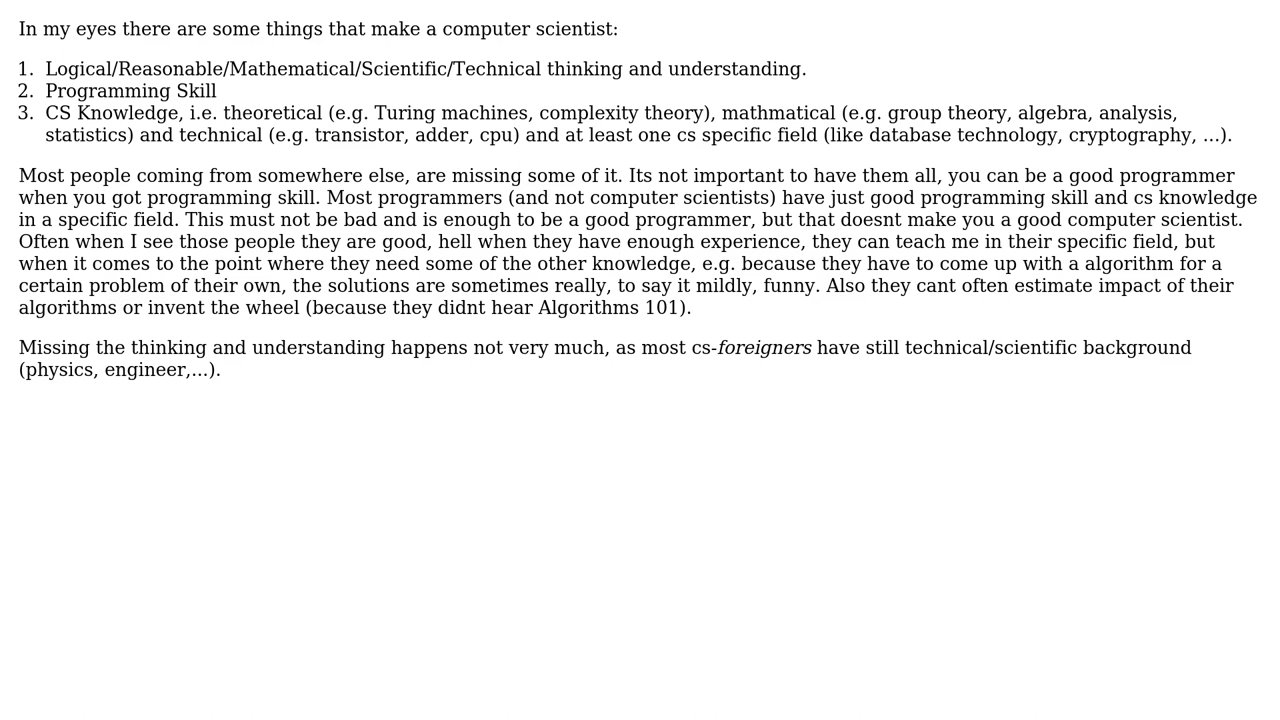 In my eyes there are some things that make a computer scientist:
1. Logical/Reasonable/Mathematical/Scientific/Technical thinking and understanding.
2. Programming Skill
3. CS Knowledge, i.e. theoretical (e.g. Turing machines, complexity theory), mathmatical (e.g. group theory, algebra, analysis,
statistics) and technical (e.g. transistor, adder, cpu) and at least one cs specific field (like database technology, cryptography, ...).
Most people coming from somewhere else, are missing some of it. Its not important to have them all, you can be a good programmer
when you got programming skill. Most programmers (and not computer scientists) have just good programming skill and cs knowledge
in a specific field. This must not be bad and is enough to be a good programmer, but that doesnt make you a good computer scientist.
Often when I see those people they are good, hell when they have enough experience, they can teach me in their specific field, but
when it comes to the point where they need some of the other knowledge, e.g. because they have to come up with a algorithm for a
certain problem of their own, the solutions are sometimes really, to say it mildly, funny. Also they cant often estimate impact of their
algorithms or invent the wheel (because they didnt hear Algorithms 101).
Missing the thinking and understanding happens not very much, as most cs-foreigners have still technical/scientific background
(physics, engineer,...).